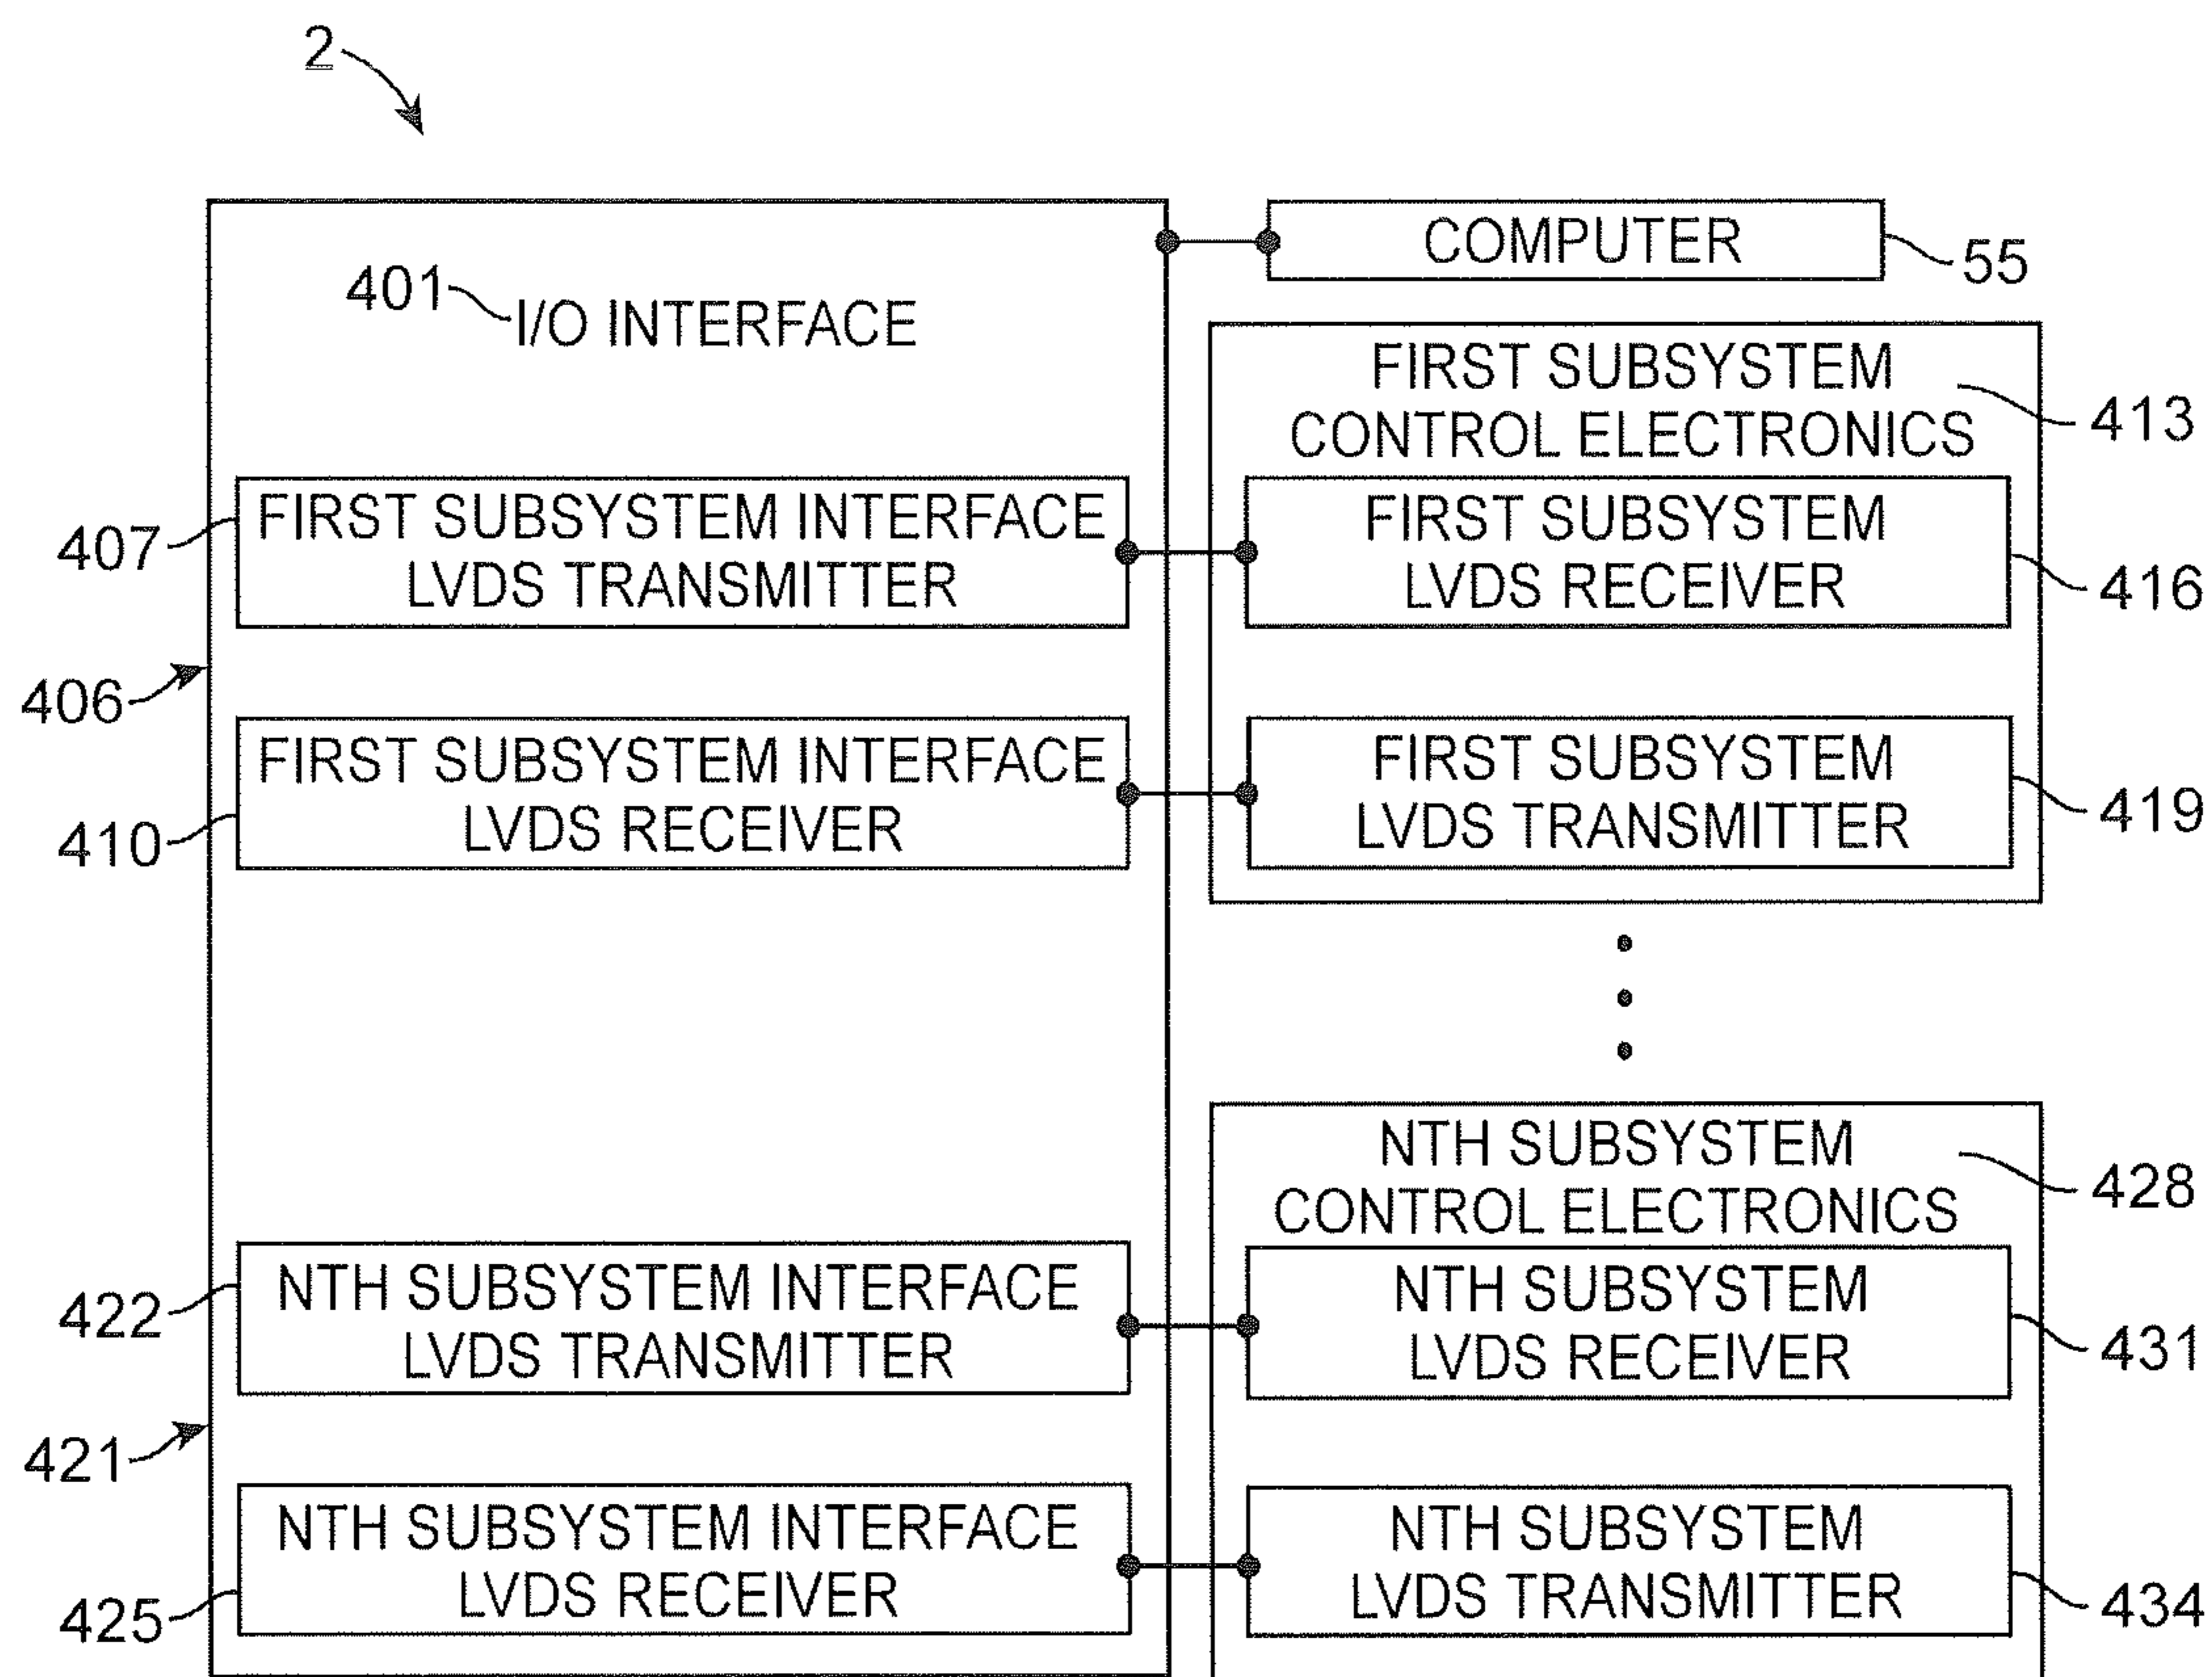 2
COMPUTER
55
401
I/O INTERFACE
FIRST SUBSYSTEM
CONTROL ELECTRONICS
413
407
FIRST SUBSYSTEM INTERFACE
LVDS TRANSMITTER
FIRST SUBSYSTEM
LVDS RECEIVER
416
406
410
FIRST SUBSYSTEM INTERFACE
LVDS RECEIVER
FIRST SUBSYSTEM
LVDS TRANSMITTER
419
NTH SUBSYSTEM
CONTROL ELECTRONICS
428
422
NTH SUBSYSTEM INTERFACE
LVDS TRANSMITTER
NTH SUBSYSTEM
LVDS RECEIVER
431
421
425
NTH SUBSYSTEM INTERFACE
LVDS RECEIVER
NTH SUBSYSTEM
LVDS TRANSMITTER
434